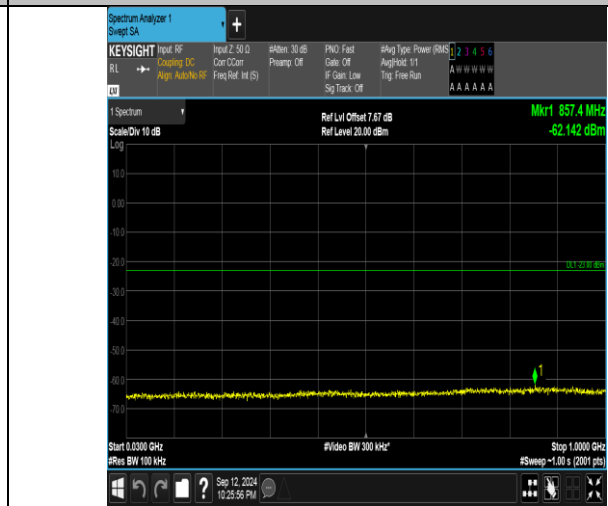 Spectrum Analyzer 1
Swept SA
+
KEYSIGHT Input: RF Input Z: 50 Ω #Atten: 30 dB PNO: Fast #Avg Type: Power (RMS 1 2 3 4 5 6
RL Coupling: DC Corr CCorr Preamp: Off Gate: Off Avg|Hold: 1/1 A W W W W W
Align: Auto/No RF Freq Ref: Int (S) IF Gain: Low Trig: Free Run
Sig Track: Off A A A A A A
LXI
1 Spectrum Ref Lvl Offset 7.67 dB Mkr1 857.4 MHz
Scale/Div 10 dB Ref Level 20.00 dBm -62.142 dBm
Log
10.0
0.00
-10.0
-20.0
DL1 -23.00 dBm
-30.0
-40.0
-50.0
1
-60.0
-70.0
Start 0.0300 GHz #Video BW 300 kHz* Stop 1.0000 GHz
#Res BW 100 kHz #Sweep ~1.00 s (2001 pts)
? Sep 12, 2024
10:25:56 PM